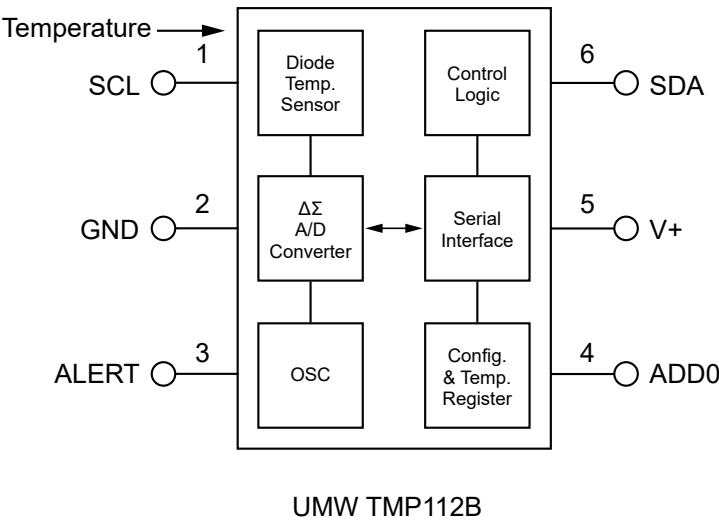 Temperature
1
SCL
Diode
Temp.
Sensor
Control
Logic
6
SDA
2
GND
ΔΣ
A/D
Converter
Serial
Interface
5
V+
3
ALERT
OSC
Config.
& Temp.
Register
4
ADD0
UMW TMP112B